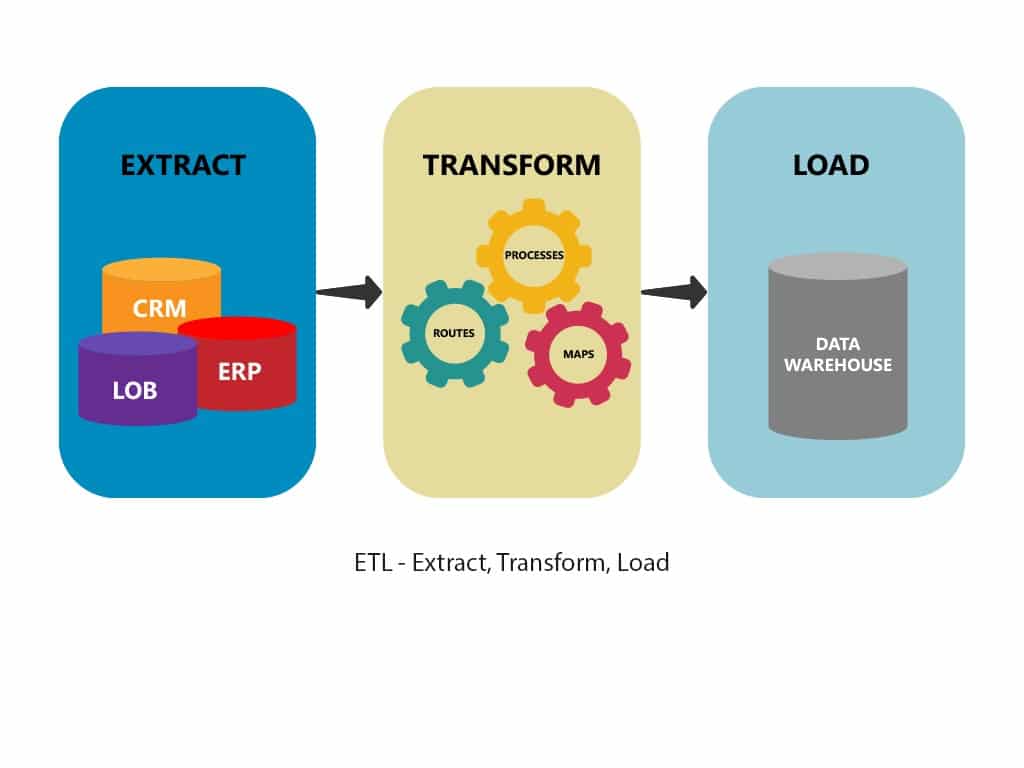 EXTRACT
CRM
LOB
ERP
TRANSFORM
PROCESSES
ROUTES
MAPS
LOAD
DATA
WAREHOUSE
ETL - Extract, Transform, Load